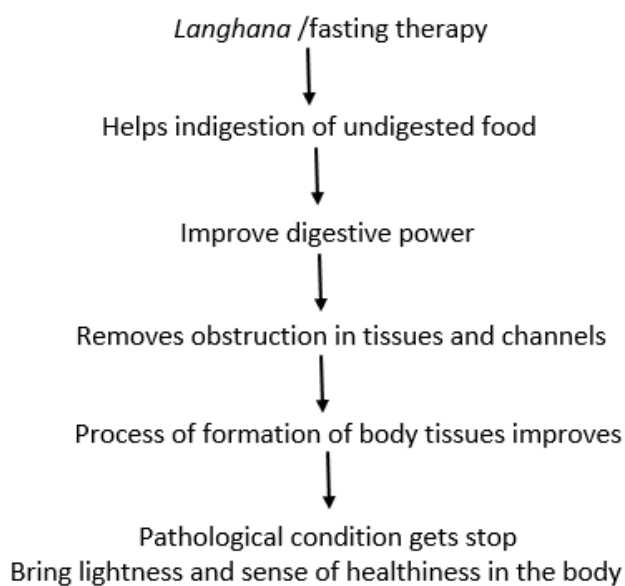 Langhana /fasting therapy
Helps indigestion of undigested food
Improve digestive power
Removes obstruction in tissues and channels
Process of formation of body tissues improves
Pathological condition gets stop
Bring lightness and sense of healthiness in the body